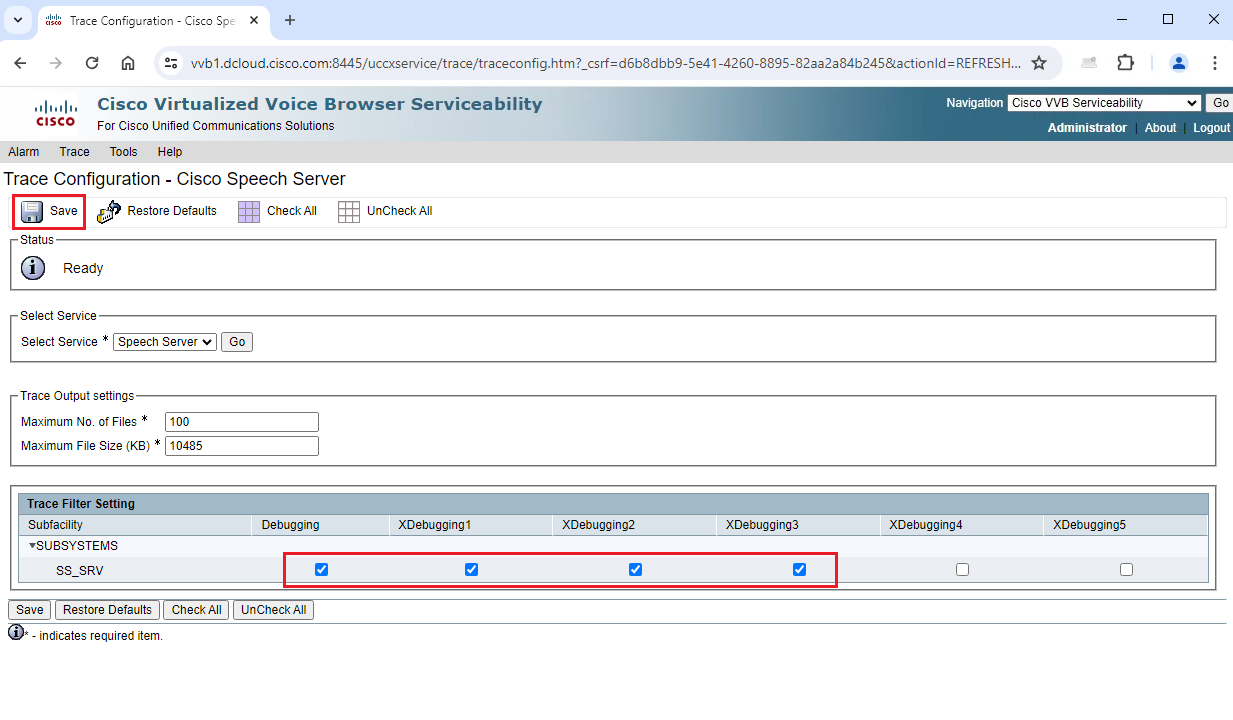 Trace Configuration - Cisco Spe
vvb1.dcloud.cisco.com:8445/uccxservice/trace/traceconfig.htm?_csrf=d6b8dbb9-5e41-4260-8895-82aa2a84b245&actionId=REFRESH...
CISCO
Cisco Virtualized Voice Browser Serviceability
For Cisco Unified Communications Solutions
Navigation Cisco VVB Serviceability Go
Administrator | About | Logout
Alarm Trace Tools Help
Trace Configuration - Cisco Speech Server
Save Restore Defaults Check All UnCheck All
Status
Ready
Select Service
Select Service * Speech Server Go
Trace Output settings
Maximum No. of Files * 100
Maximum File Size (KB) * 10485
Trace Filter Setting
Subfacility Debugging XDebugging1 XDebugging2 XDebugging3 XDebugging4 XDebugging5
SUBSYSTEMS
SS_SRV
Save Restore Defaults Check All UnCheck All
* - indicates required item.